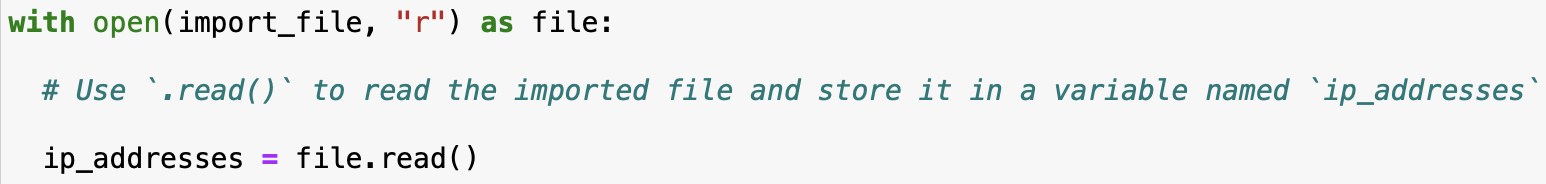 with open(import_file, "r") as file:
# Use `.read()` to read the imported file and store it in a variable named `ip_addresses`
ip_addresses = file.read()